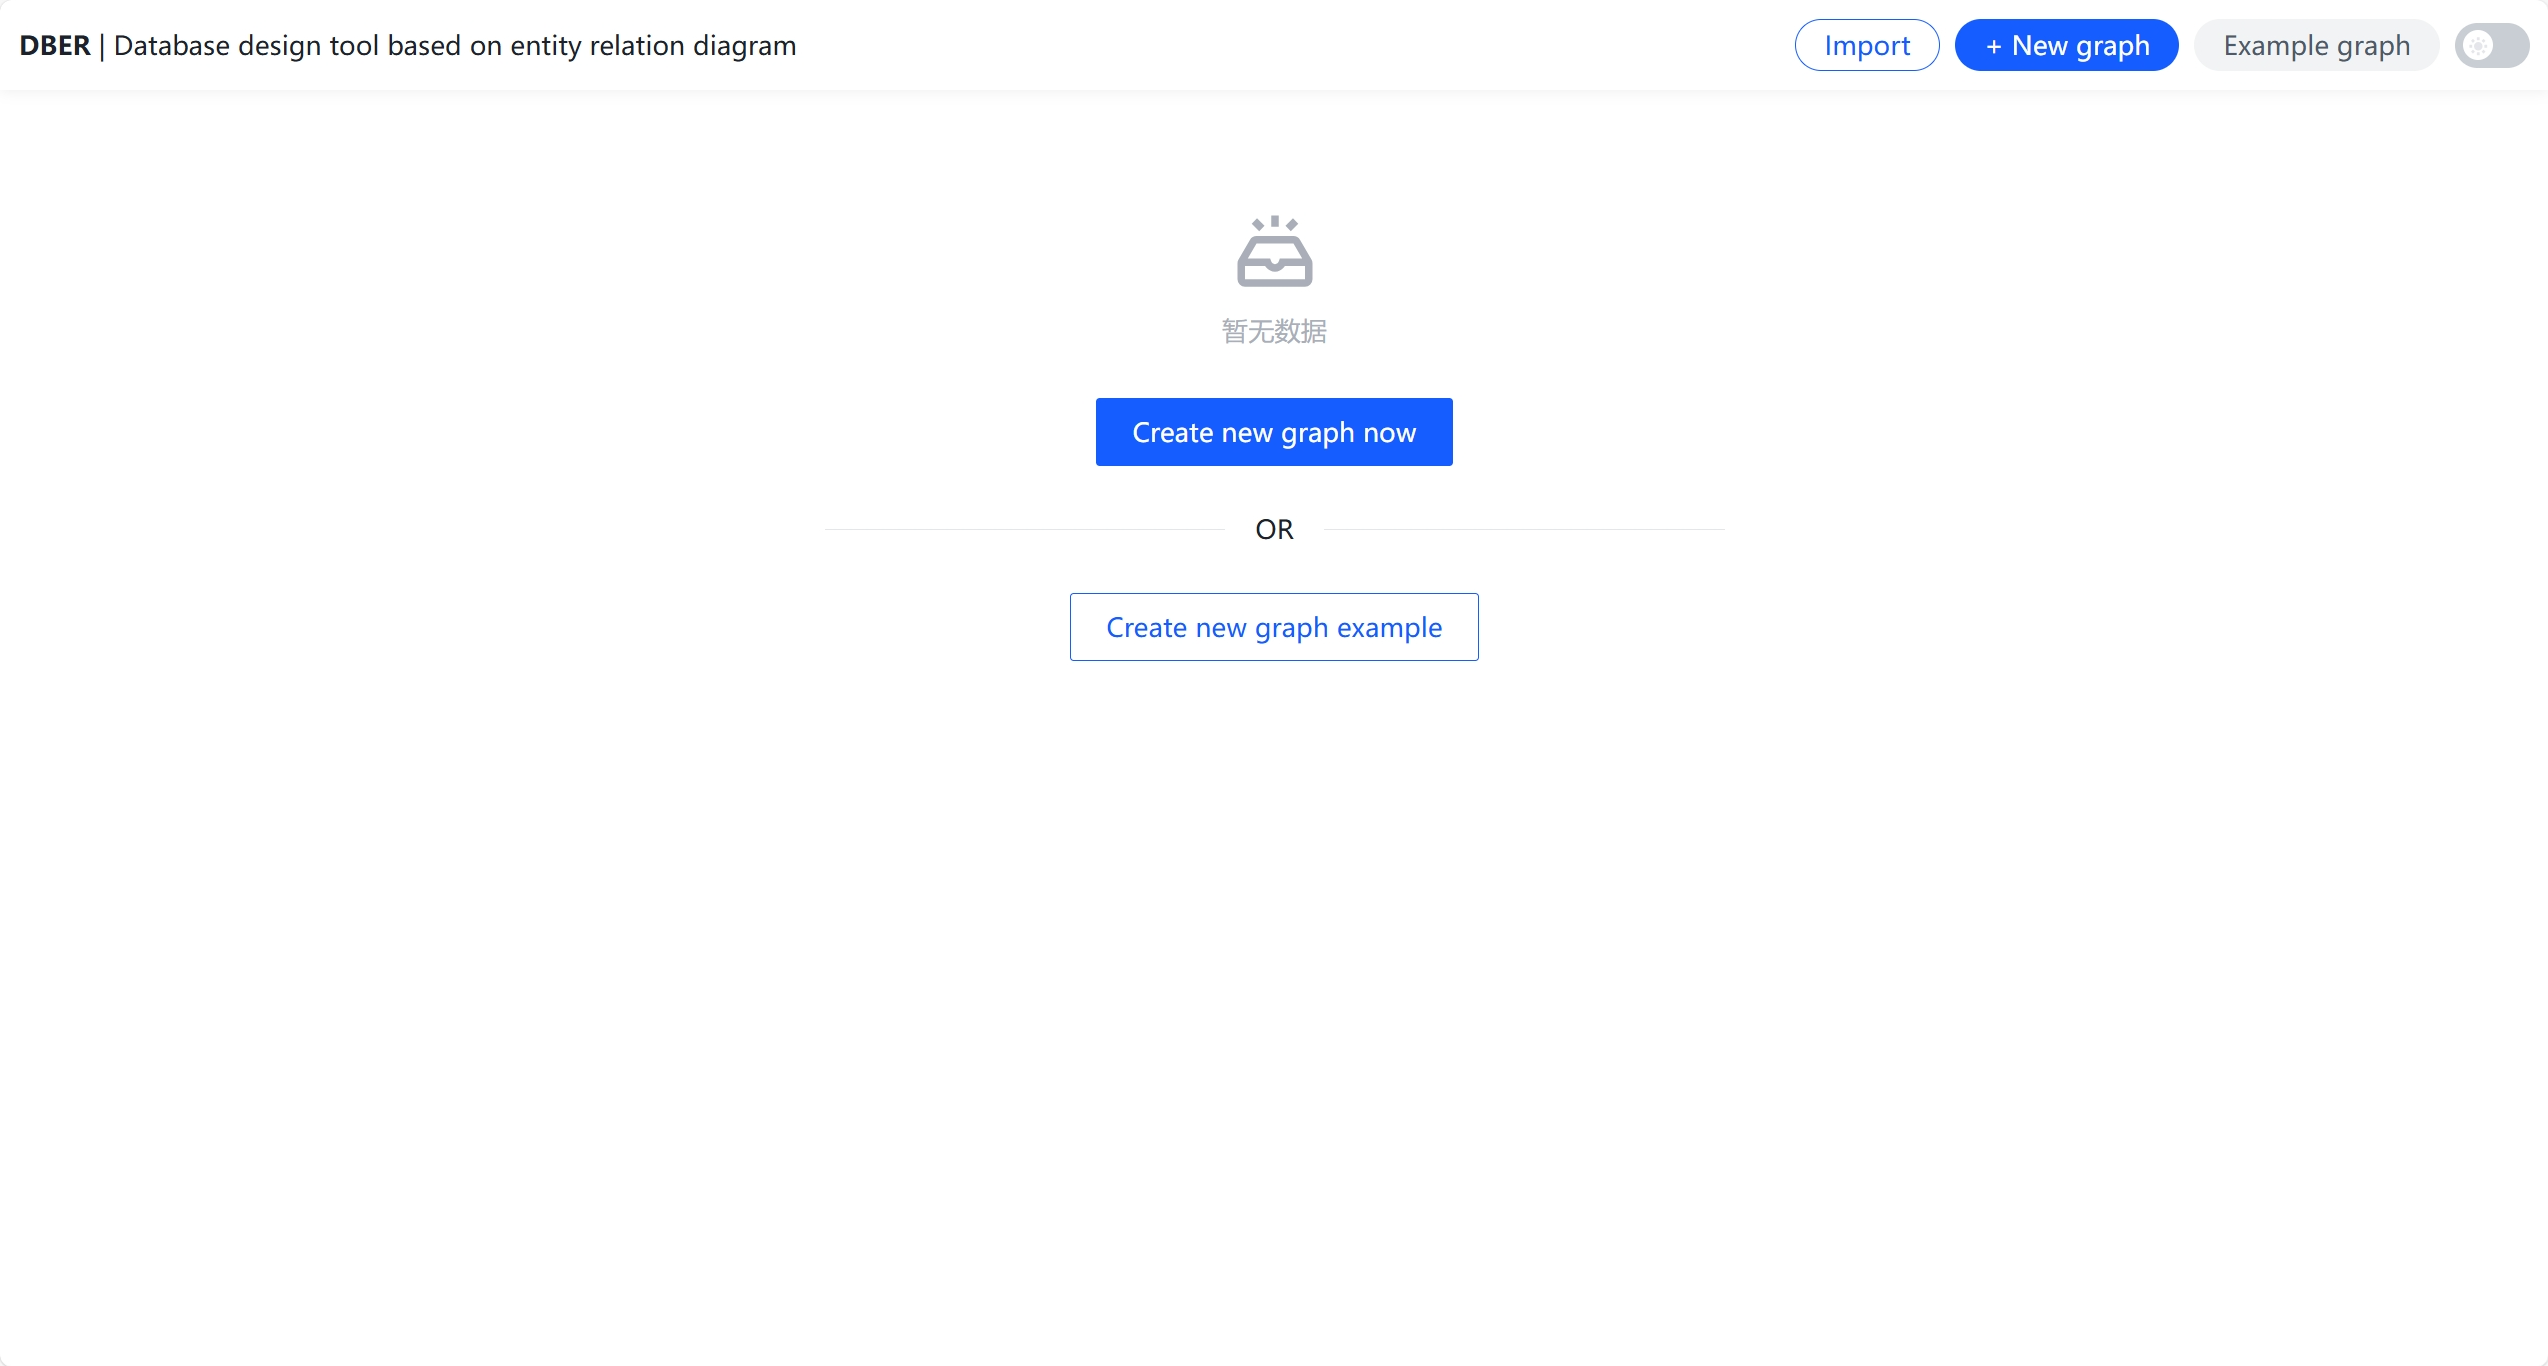 DBER | Database design tool based on entity relation diagram
Import
+ New graph
Example graph
暂无数据
Create new graph now
OR
Create new graph example